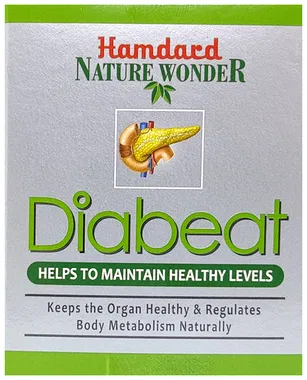 Hamdard
NATURE WONDER
Diabeat
HELPS TO MAINTAIN HEALTHY LEVELS
Keeps the Organ Healthy & Regulates
Body Metabolism Naturally